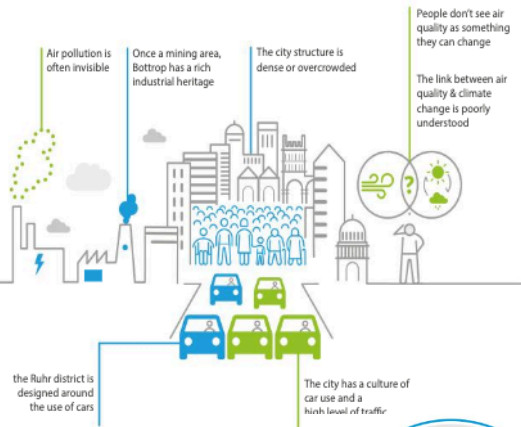 Air pollution is
often invisible
Once a mining area,
Bottrop has a rich
industrial heritage
The city structure is
dense or overcrowded
People don't see air
quality as something
they can change
The link between air
quality & climate
change is poorly
understood
?
the Ruhr district is
designed around
the use of cars
The city has a culture of
car use and a
high level of traffic